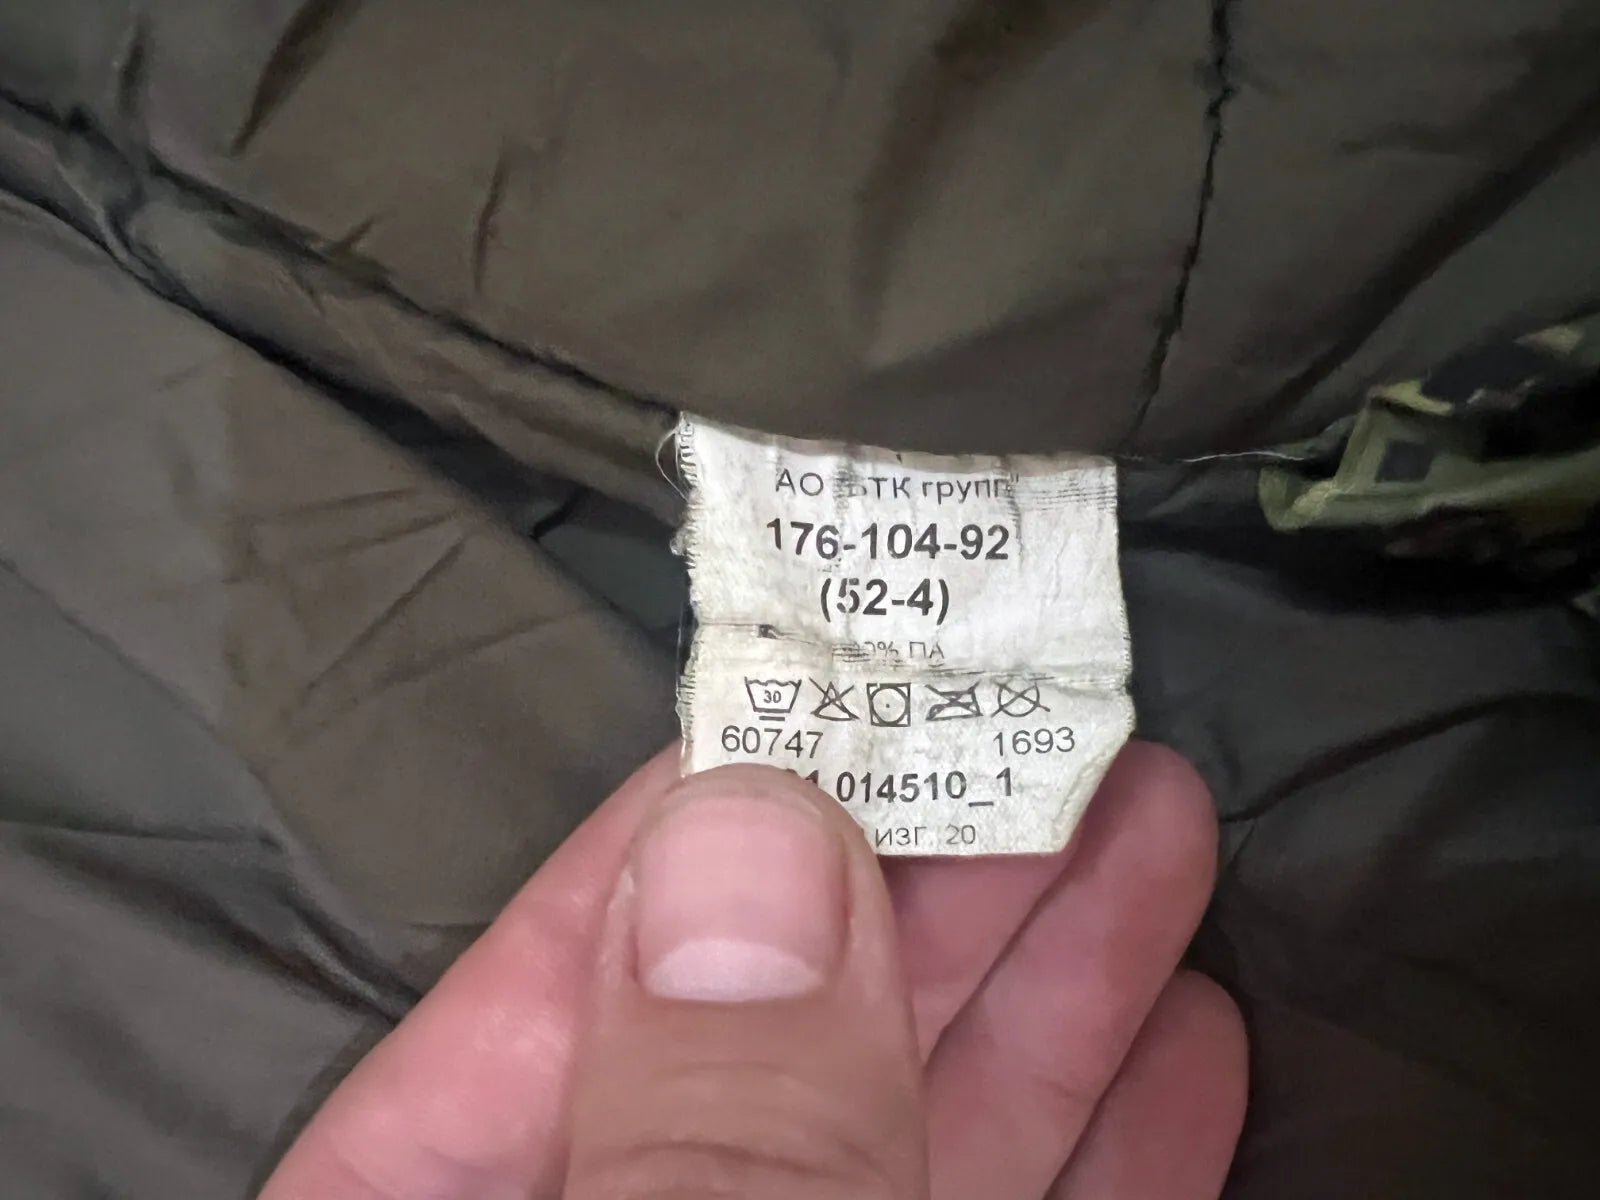 АО "БТК групп"
176-104-92
(52-4)
ПА
30
60747 1693
014510_1
ИЗГ. 20